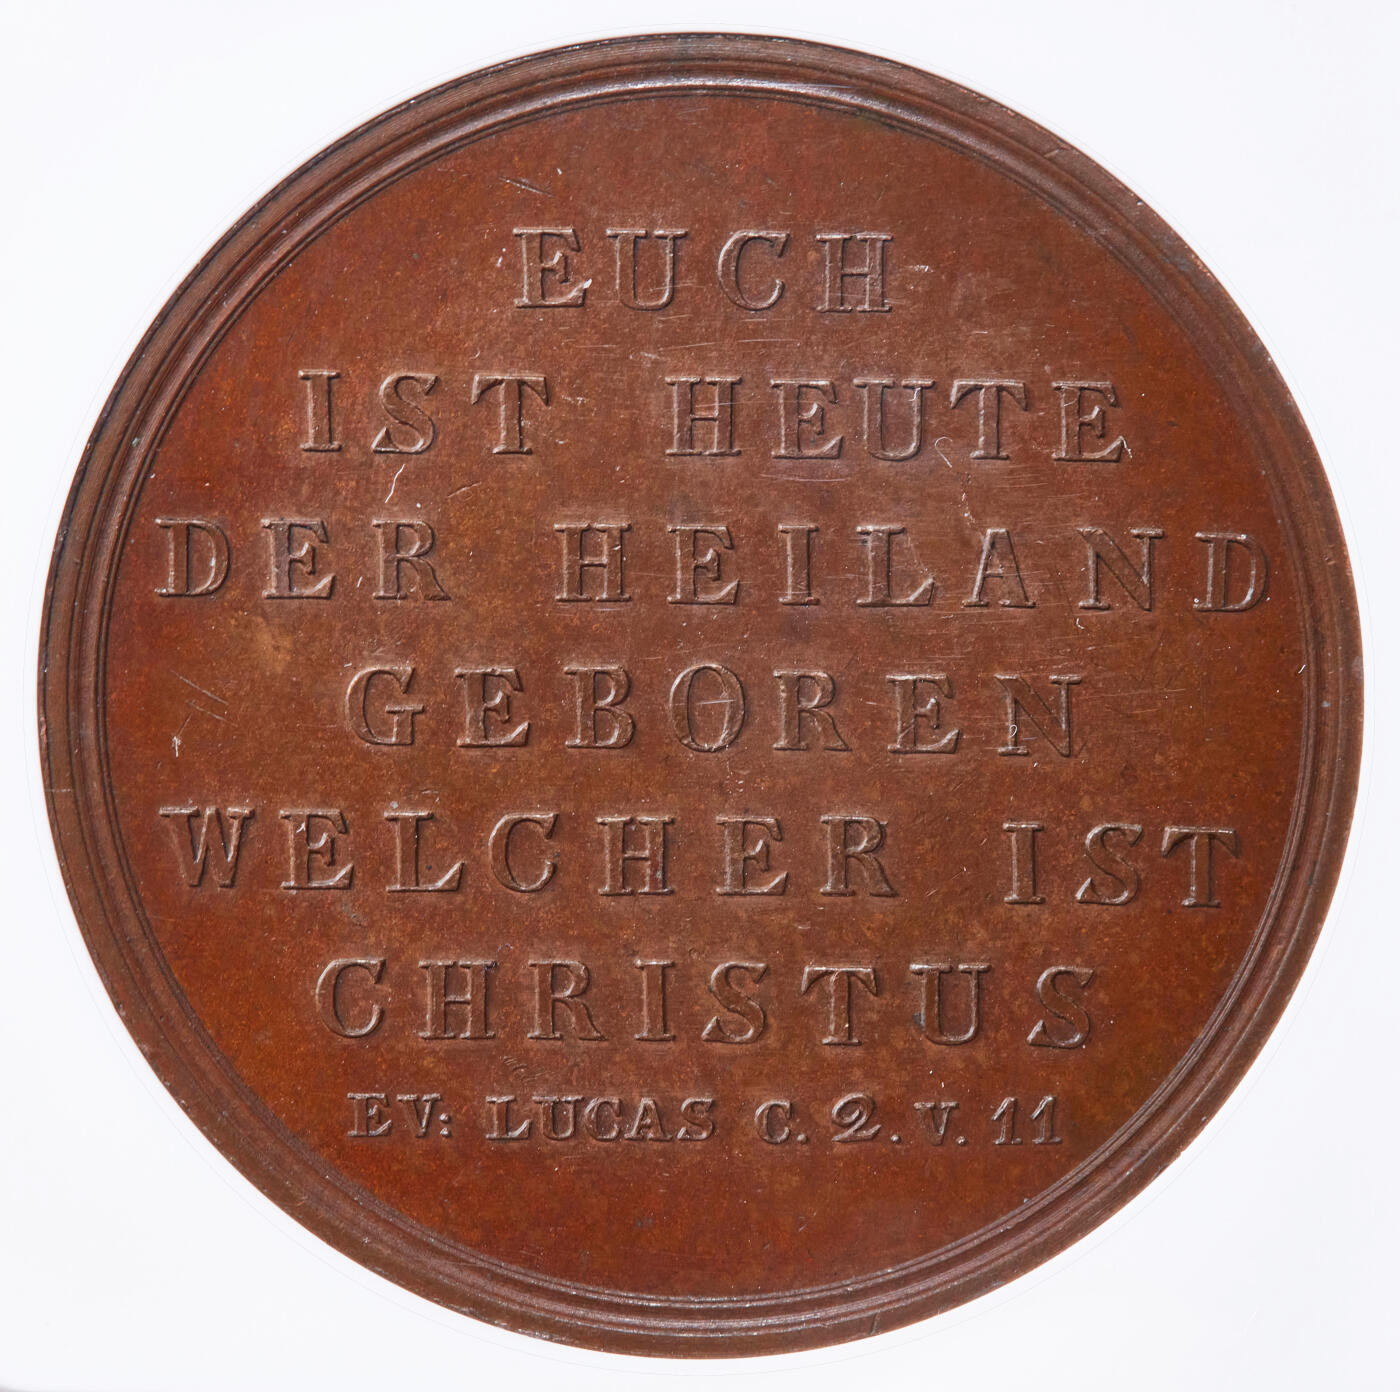 EUCH
IST HEUTE
DER HEILAND
GEBOREN
WELCHER IST
CHRISTUS
EV: LUCAS C. 2. V. 11